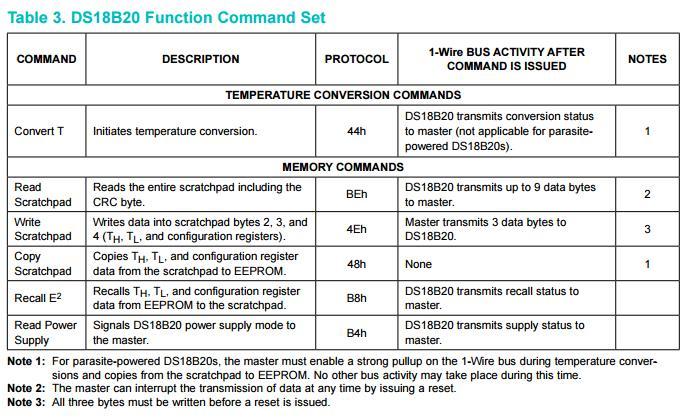 Table 3. DS18B20 Function Command Set
COMMAND
DESCRIPTION
PROTOCOL
1-Wire BUS ACTIVITY AFTER
COMMAND IS ISSUED
NOTES
TEMPERATURE CONVERSION COMMANDS
Convert T
Initiates temperature conversion.
44h
DS18B20 transmits conversion status
to master (not applicable for parasite-
powered DS18B20s).
1
MEMORY COMMANDS
Read
Scratchpad
Reads the entire scratchpad including the
CRC byte.
BEh
DS18B20 transmits up to 9 data bytes
to master.
2
Write
Scratchpad
Writes data into scratchpad bytes 2, 3, and
4 (TH, TL, and configuration registers).
4Eh
Master transmits 3 data bytes to
DS18B20.
3
Copy
Scratchpad
Copies TH, TL, and configuration register
data from the scratchpad to EEPROM.
48h
None
1
Recall E2
Recalls TH, TL, and configuration register
data from EEPROM to the scratchpad.
B8h
DS18B20 transmits recall status to
master.
Read Power
Supply
Signals DS18B20 power supply mode to
the master.
B4h
DS18B20 transmits supply status to
master.
Note 1: For parasite-powered DS18B20s, the master must enable a strong pullup on the 1-Wire bus during temperature conver-
sions and copies from the scratchpad to EEPROM. No other bus activity may take place during this time.
Note 2: The master can interrupt the transmission of data at any time by issuing a reset.
Note 3: All three bytes must be written before a reset is issued.